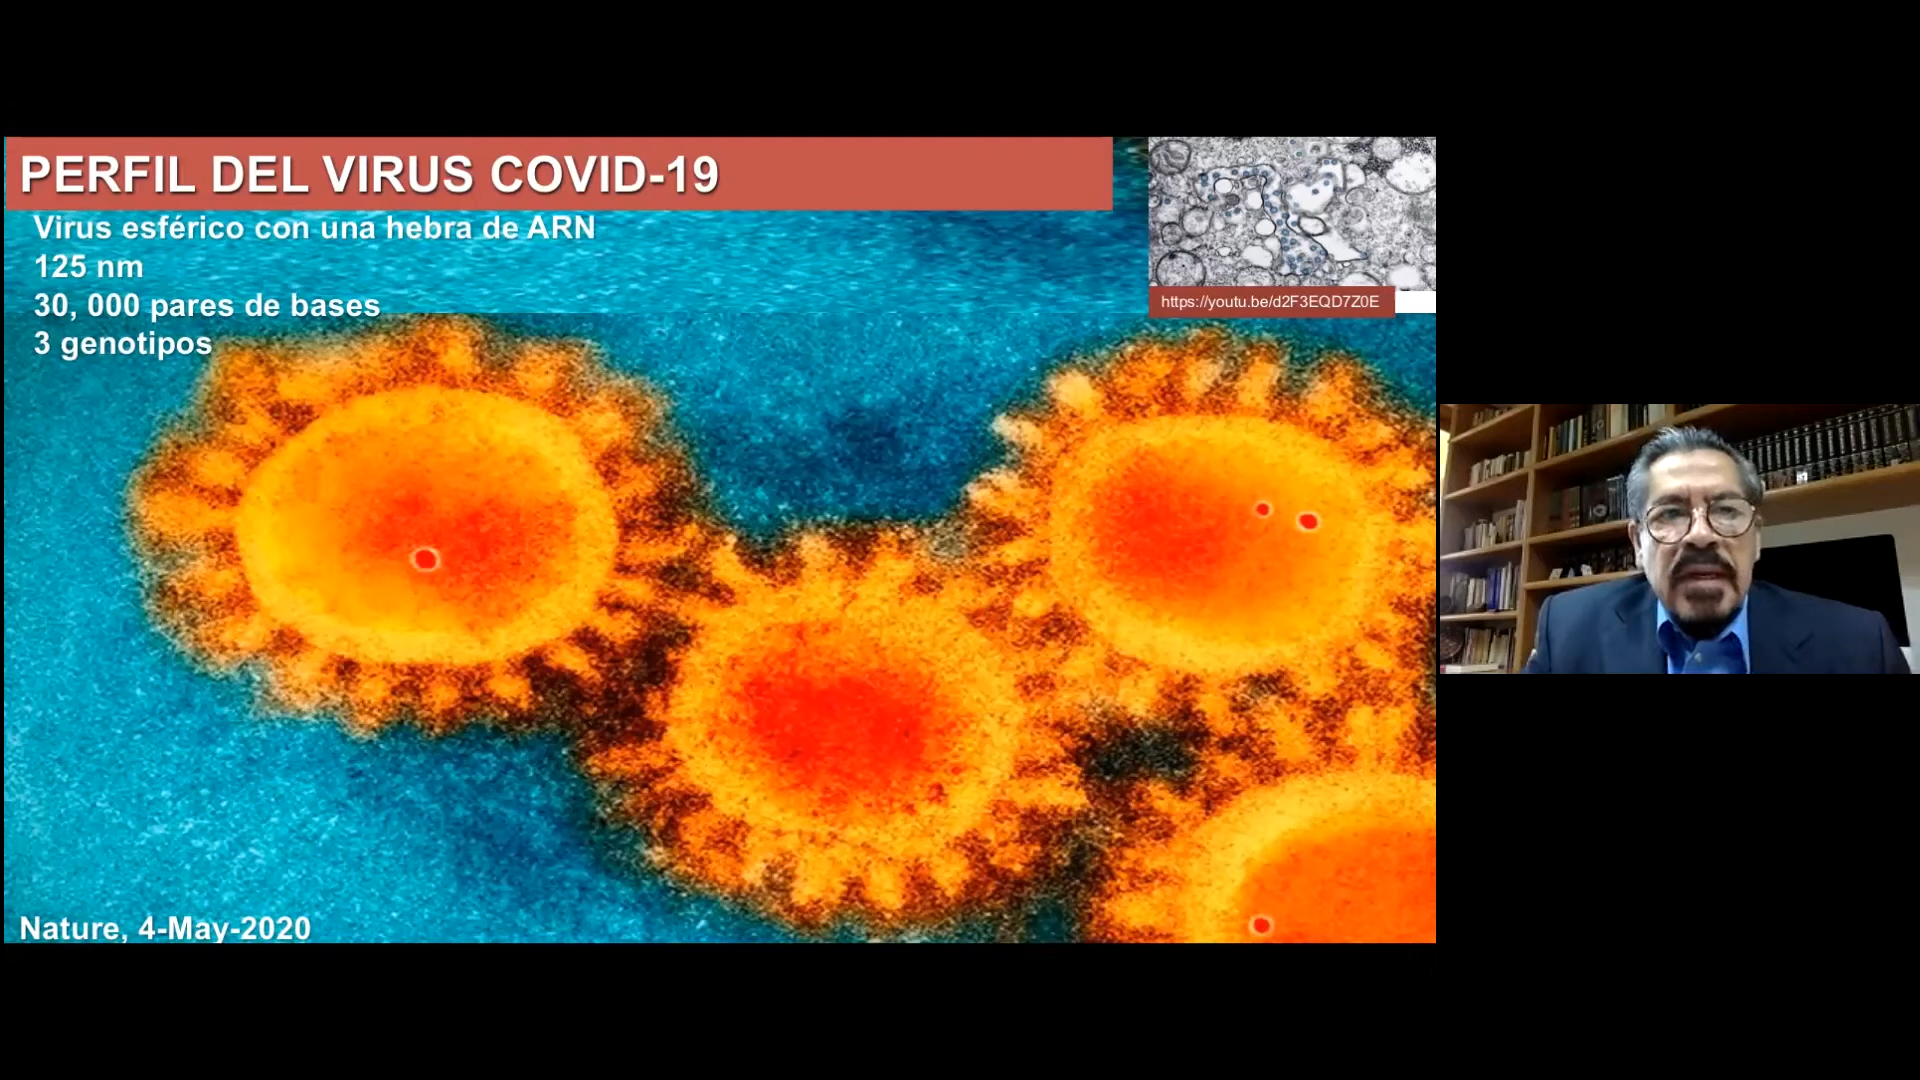 PERFIL DEL VIRUS COVID-19
Virus esférico con una hebra de ARN
125 nm
30, 000 pares de bases
3 genotipos
https://youtu.be/d2F3EQD7Z0E
Nature, 4-May-2020